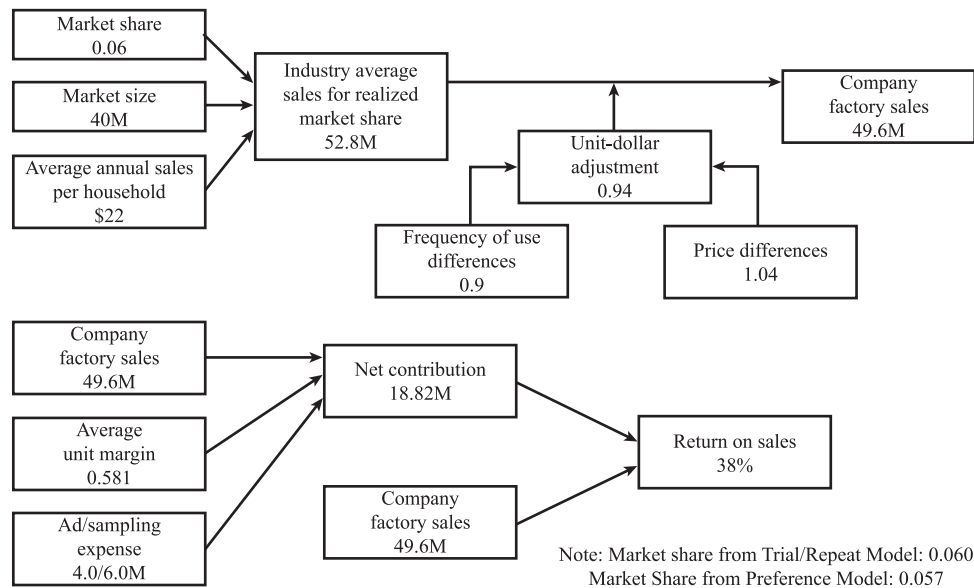 Market share
0.06
Market size
40M
Average annual sales
per household
$22
Industry average
sales for realized
market share
52.8M
Company
factory sales
49.6M
Unit-dollar
adjustment
0.94
Frequency of use
differences
0.9
Price differences
1.04
Company
factory sales
49.6M
Average
unit margin
0.581
Ad/sampling
expense
4.0/6.0M
Net contribution
18.82M
Company
factory sales
49.6M
Return on sales
38%
Note: Market share from Trial/Repeat Model: 0.060
Market Share from Preference Model: 0.057